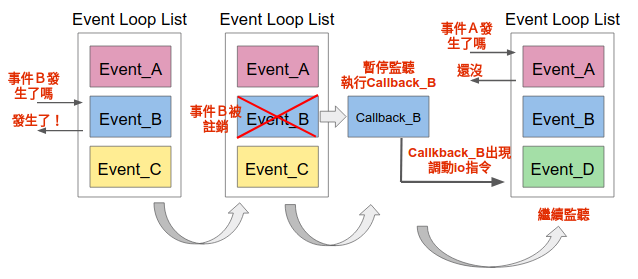 Event Loop List
Event_A
事件Ｂ發
生了嗎
Event_B
發生了！
Event_C
Event Loop List
Event_A
事件Ｂ被
註銷
Event_B
Event_C
暫停監聽
執行Callback_B
Callback_B
Callkback_B出現
調動io指令
Event Loop List
事件Ａ發
生了嗎
Event_A
還沒
Event_B
Event_D
繼續監聽